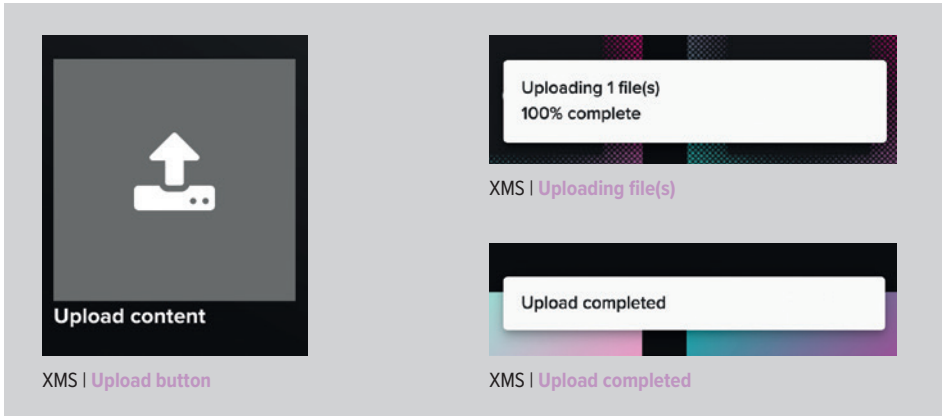 Upload content
XMS | Upload button
Uploading 1 file(s)
100% complete
XMS | Uploading file(s)
Upload completed
XMS | Upload completed